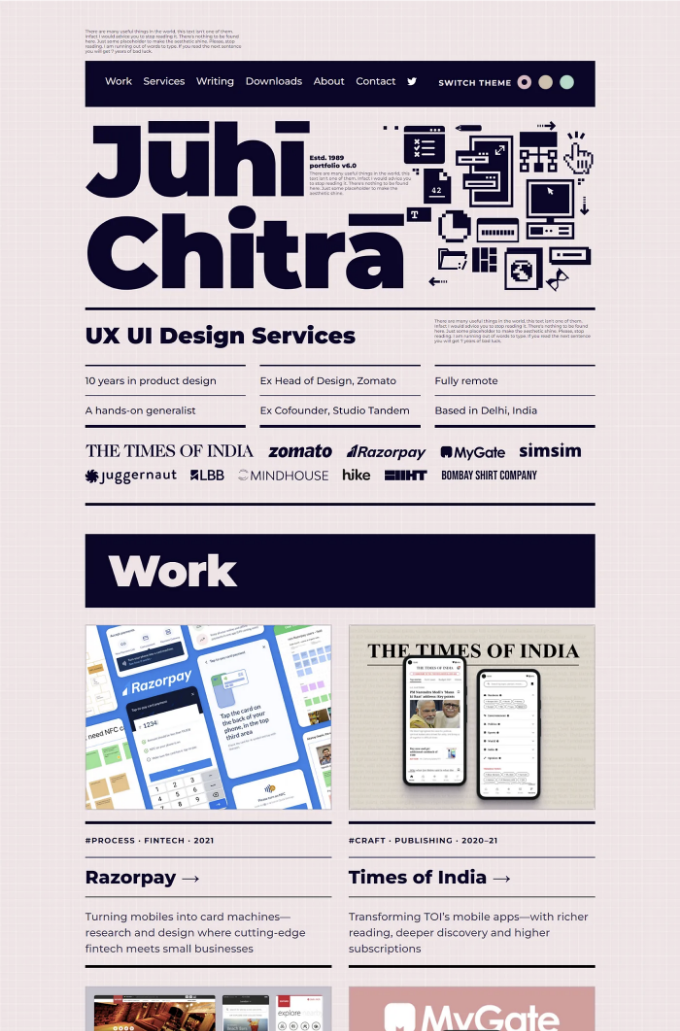 There are many useful things in the world, this text isn't one of them.
Infact I would advice you to stop reading it. There's nothing to be found
here. Just some placeholder to make the aesthetic shine. Please, stop
reading. I am running out of words to type. If you read the next sentence
you will get 7 years of bad luck.
Work Services Writing Downloads About Contact SWITCH THEME
Juhi
Estd. 1989
portfolio v6.0
There are many useful things in the world, this
text isn't one of them. Infact I would advice you
to stop reading it. There's nothing to be found
here. Just some placeholder to make the
aesthetic shine.
42
T
Chitra
UX UI Design Services
There are many useful things in the world, this text isn't one of them.
Infact I would advice you to stop reading it. There's nothing to be found
here. Just some placeholder to make the aesthetic shine. Please, stop
reading. I am running out of words to type. If you read the next sentence
you will get 7 years of bad luck.
10 years in product design Ex Head of Design, Zomato Fully remote
A hands-on generalist Ex Cofounder, Studio Tandem Based in Delhi, India
THE TIMES OF INDIA zomato Razorpay MyGate simsim
juggernaut LBB MINDHOUSE hike IIHT BOMBAY SHIRT COMPANY
Work
Razorpay
need NFC
1234
Tap the card on
the back of your
phone, in the top
third area
THE TIMES OF INDIA
THE TIMES OF INDIA
#PROCESS · FINTECH · 2021
Razorpay →
Turning mobiles into card machines—
research and design where cutting-edge
fintech meets small businesses
#CRAFT · PUBLISHING · 2020–21
Times of India →
Transforming TOI's mobile apps—with richer
reading, deeper discovery and higher
subscriptions
explore
MyGate